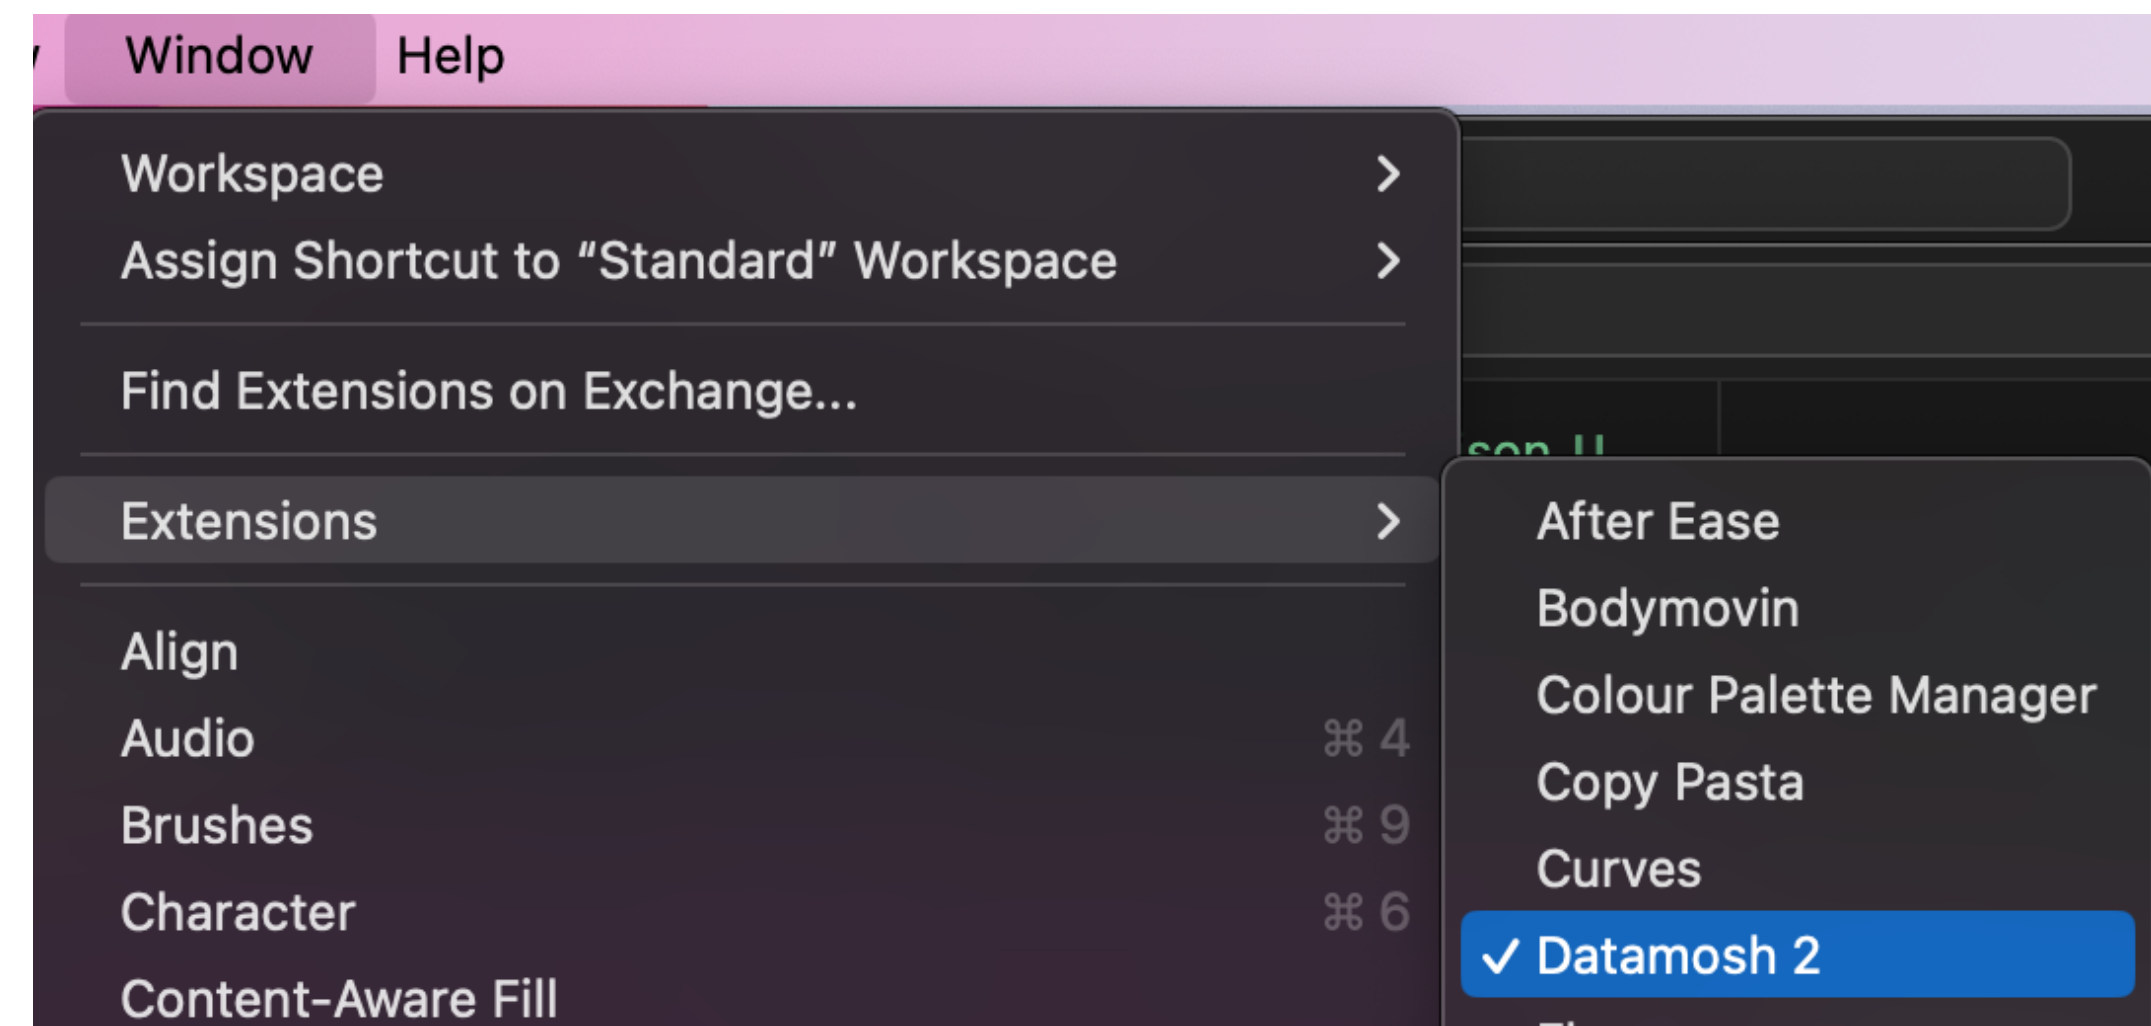 Window Help
Workspace
Assign Shortcut to “Standard” Workspace
Find Extensions on Exchange...
Extensions
Align
Audio ⌘ 4
Brushes ⌘ 9
Character ⌘ 6
Content-Aware Fill
After Ease
Bodymovin
Colour Palette Manager
Copy Pasta
Curves
✓ Datamosh 2